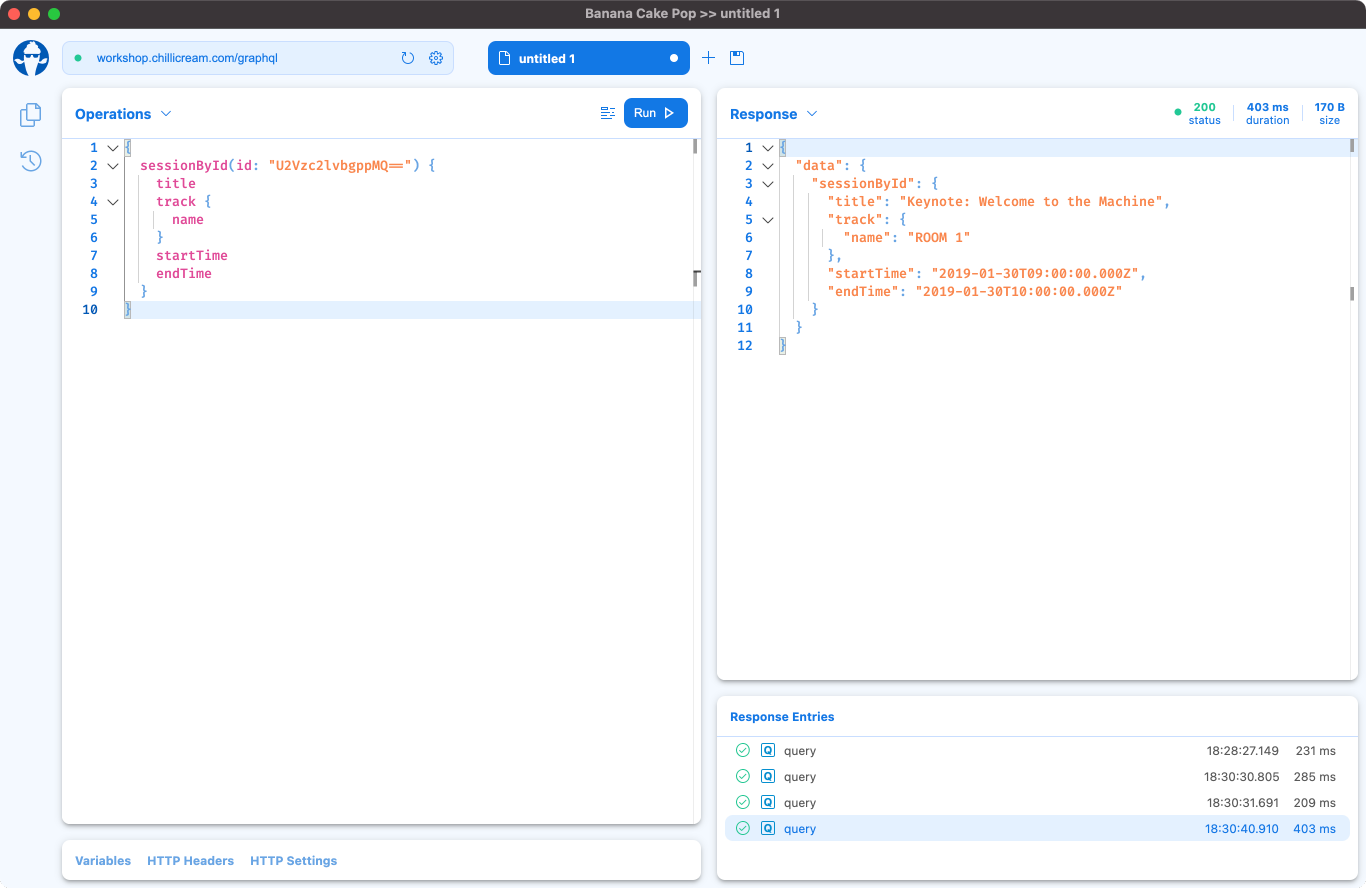 Banana Cake Pop >> untitled 1
workshop.chillicream.com/graphql
untitled 1
Operations
Run
1 {
2 sessionById(id: "U2Vzc2lvbgppMQ==") {
3 title
4 track {
5 name
6 }
7 startTime
8 endTime
9 }
10 }
Variables HTTP Headers HTTP Settings
Response
200 status
403 ms duration
170 B size
1 {
2 "data": {
3 "sessionById": {
4 "title": "Keynote: Welcome to the Machine",
5 "track": {
6 "name": "ROOM 1"
7 },
8 "startTime": "2019-01-30T09:00:00.000Z",
9 "endTime": "2019-01-30T10:00:00.000Z"
10 }
11 }
12 }
Response Entries
Q query 18:28:27.149 231 ms
Q query 18:30:30.805 285 ms
Q query 18:30:31.691 209 ms
Q query 18:30:40.910 403 ms